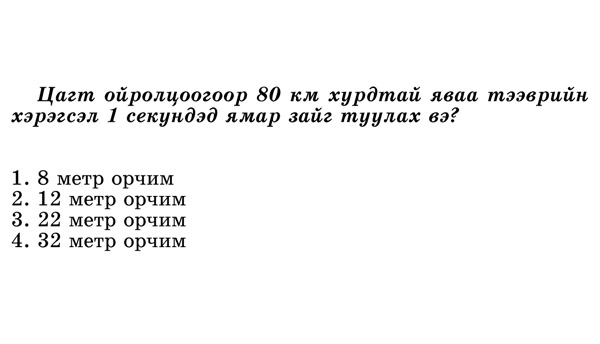 Цагт ойролцоогоор 80 км хурдтай яваа тээврийн
хэрэгсэл 1 секундэд ямар зайг туулах вэ?
1. 8 метр орчим
2. 12 метр орчим
3. 22 метр орчим
4. 32 метр орчим